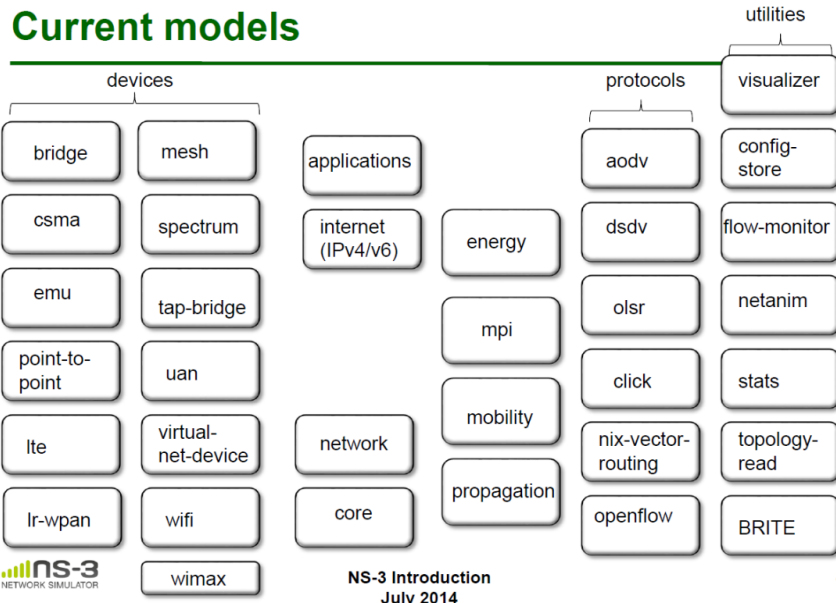 Current models
utilities
devices
protocols
visualizer
bridge
mesh
applications
aodv
config-
store
csma
spectrum
internet
(IPv4/v6)
energy
dsdv
flow-monitor
emu
tap-bridge
mpi
olsr
netanim
point-to-
point
uan
click
stats
lte
virtual-
net-device
network
mobility
nix-vector-
routing
topology-
read
lr-wpan
wifi
core
propagation
openflow
BRITE
NS-3
NETWORK SIMULATOR
wimax
NS-3 Introduction
July 2014